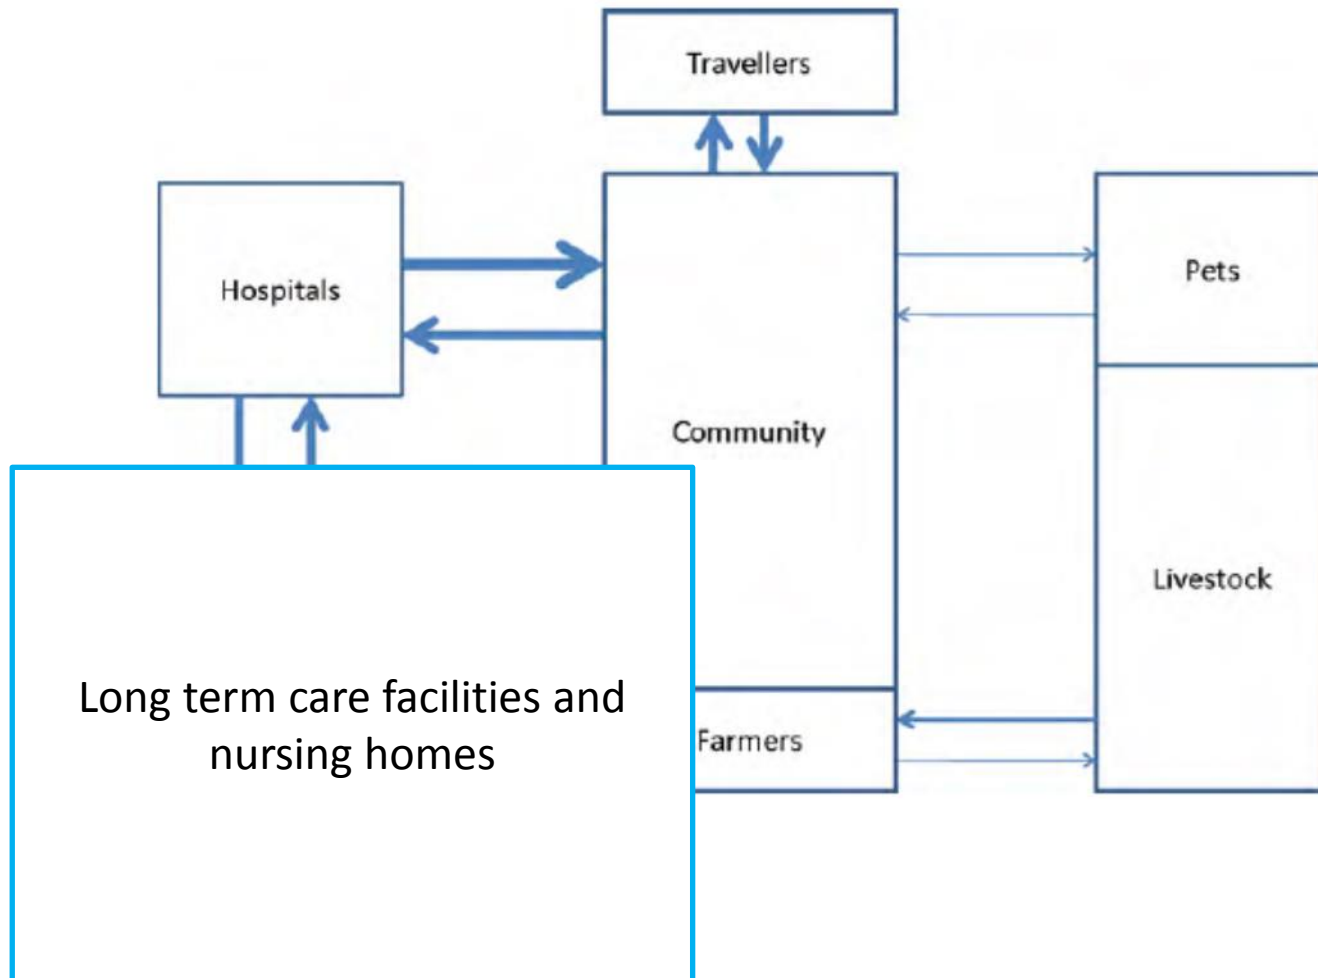 Travellers
Hospitals
Pets
Community
Livestock
Long term care facilities and
nursing homes
Farmers